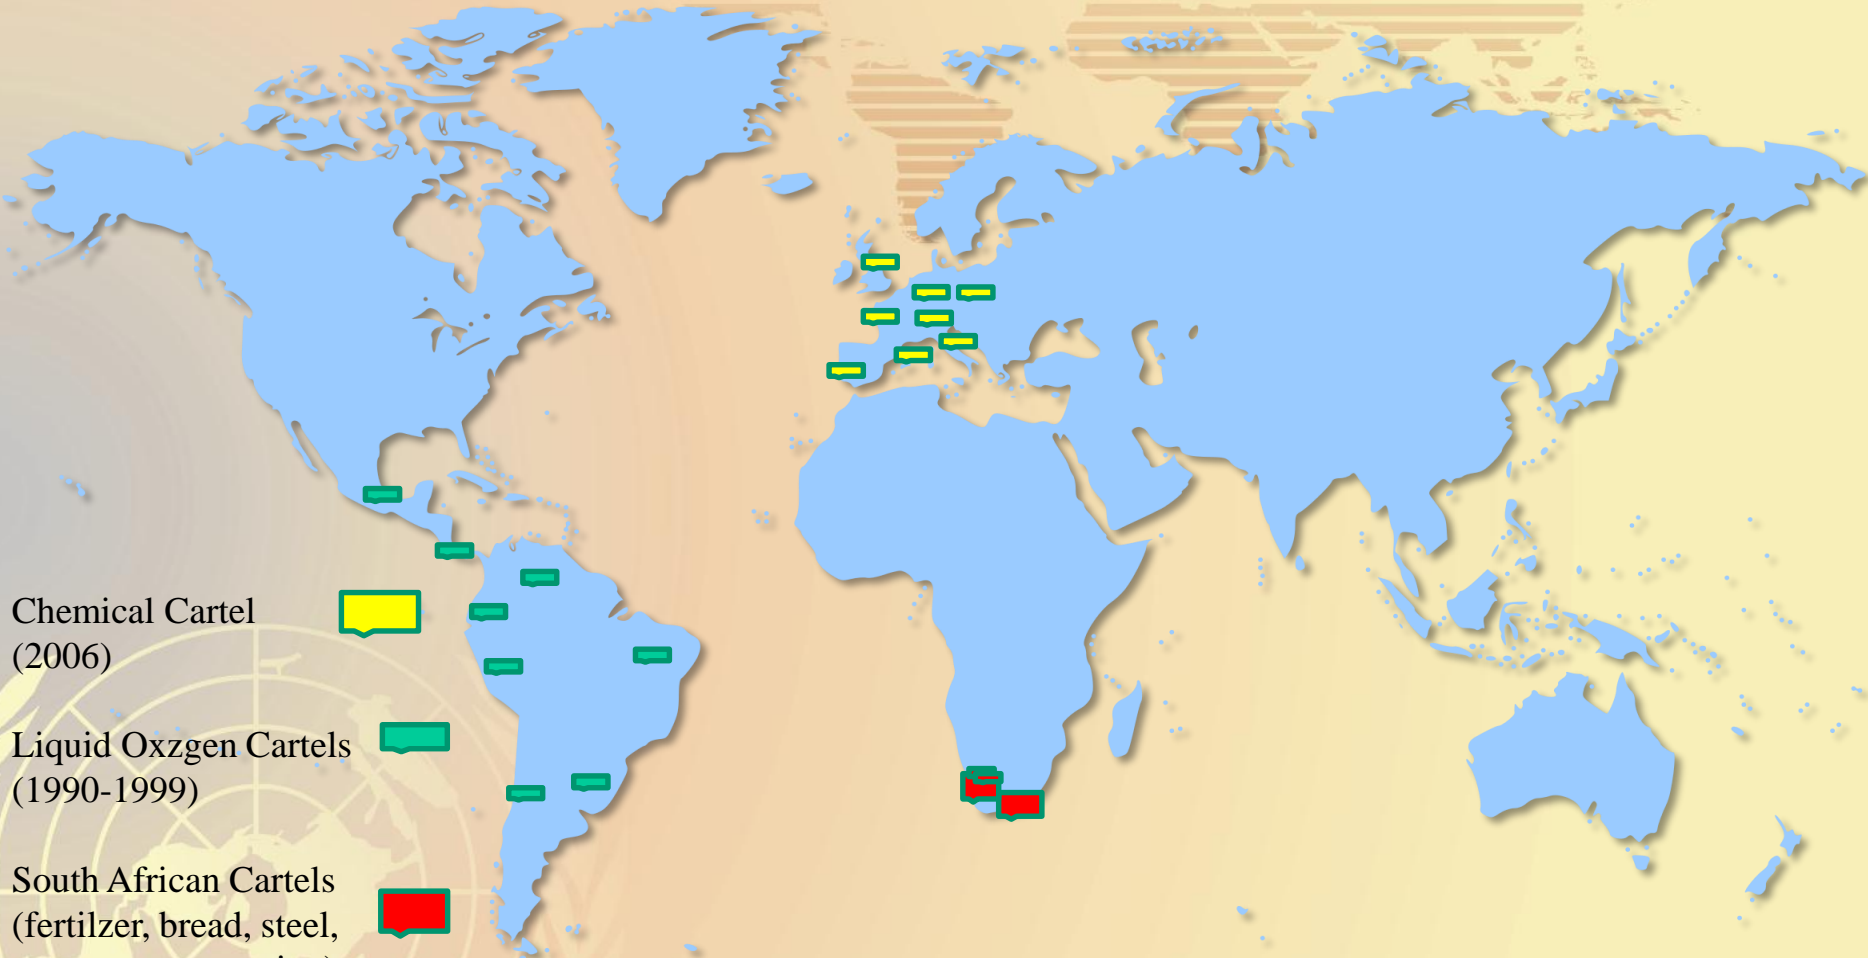 Chemical Cartel
(2006)
Liquid Oxzgen Cartels
(1990-1999)
South African Cartels
(fertilzer, bread, steel,